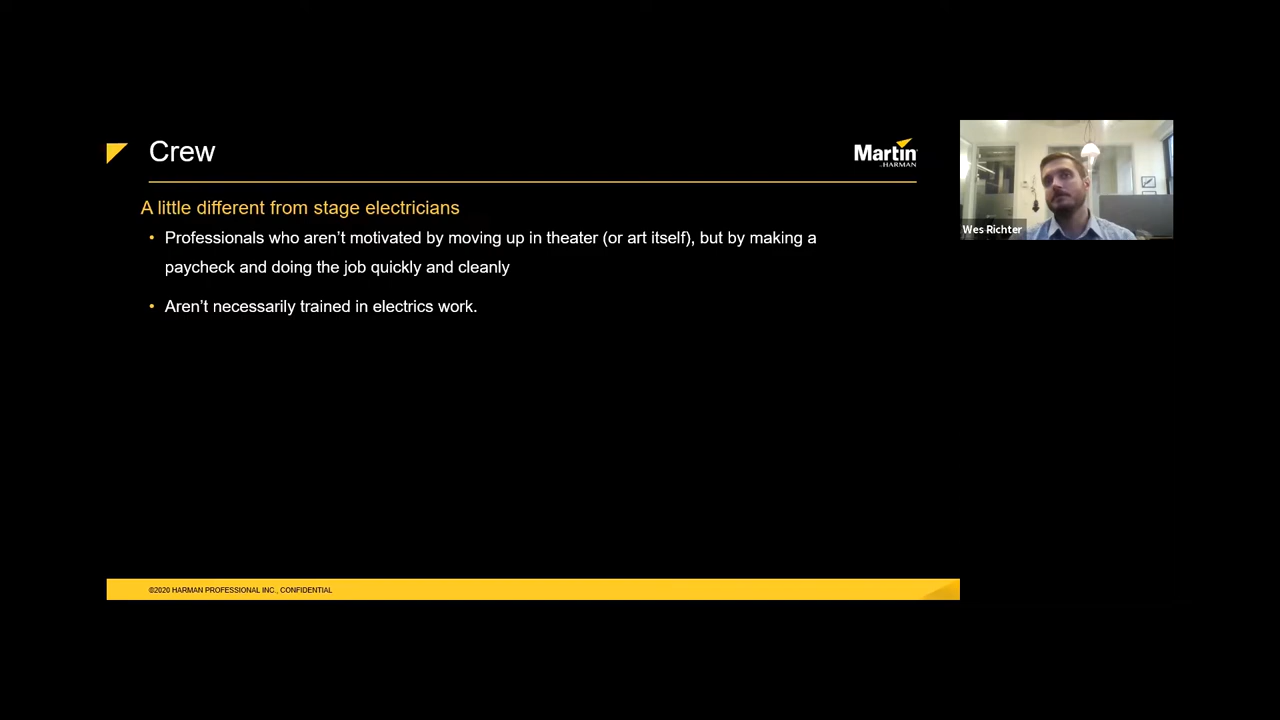 Crew
Martin
by HARMAN
A little different from stage electricians
• Professionals who aren’t motivated by moving up in theater (or art itself), but by making a
paycheck and doing the job quickly and cleanly
• Aren’t necessarily trained in electrics work.
Wes Richter
©2020 HARMAN PROFESSIONAL INC., CONFIDENTIAL